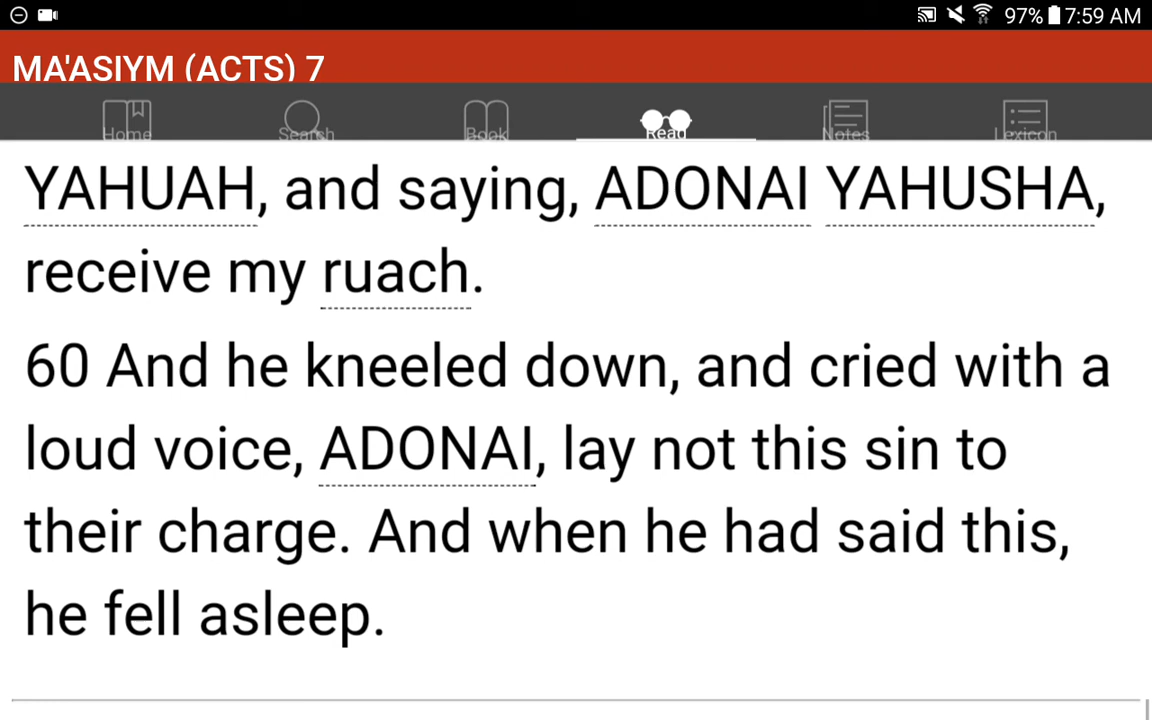 97% 7:59 AM
MA'ASIYM (ACTS) 7
Home Search Book Read Notes Lexicon
YAHUAH, and saying, ADONAI YAHUSHA,
receive my ruach.
60 And he kneeled down, and cried with a
loud voice, ADONAI, lay not this sin to
their charge. And when he had said this,
he fell asleep.